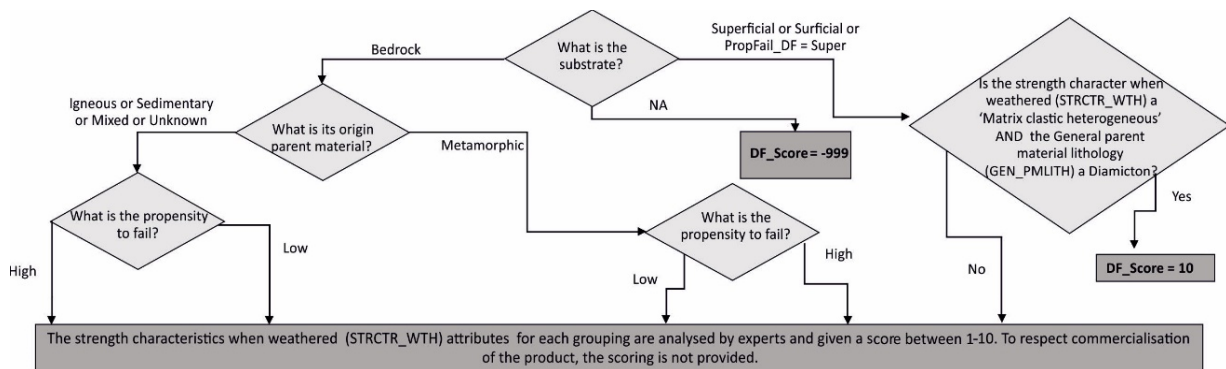 What is the
substrate?
Bedrock
Superficial or Surficial or
PropFail_DF = Super
NA
DF_Score = -999
Igneous or Sedimentary
or Mixed or Unknown
What is its origin
parent material?
Metamorphic
Is the strength character when
weathered (STRCTR_WTH) a
‘Matrix clastic heterogeneous’
AND the General parent
material lithology
(GEN_PMLITH) a Diamicton?
Yes
DF_Score = 10
No
What is the propensity
to fail?
High
Low
What is the
propensity to fail?
Low
High
The strength characteristics when weathered (STRCTR_WTH) attributes for each grouping are analysed by experts and given a score between 1-10. To respect commercialisation
of the product, the scoring is not provided.